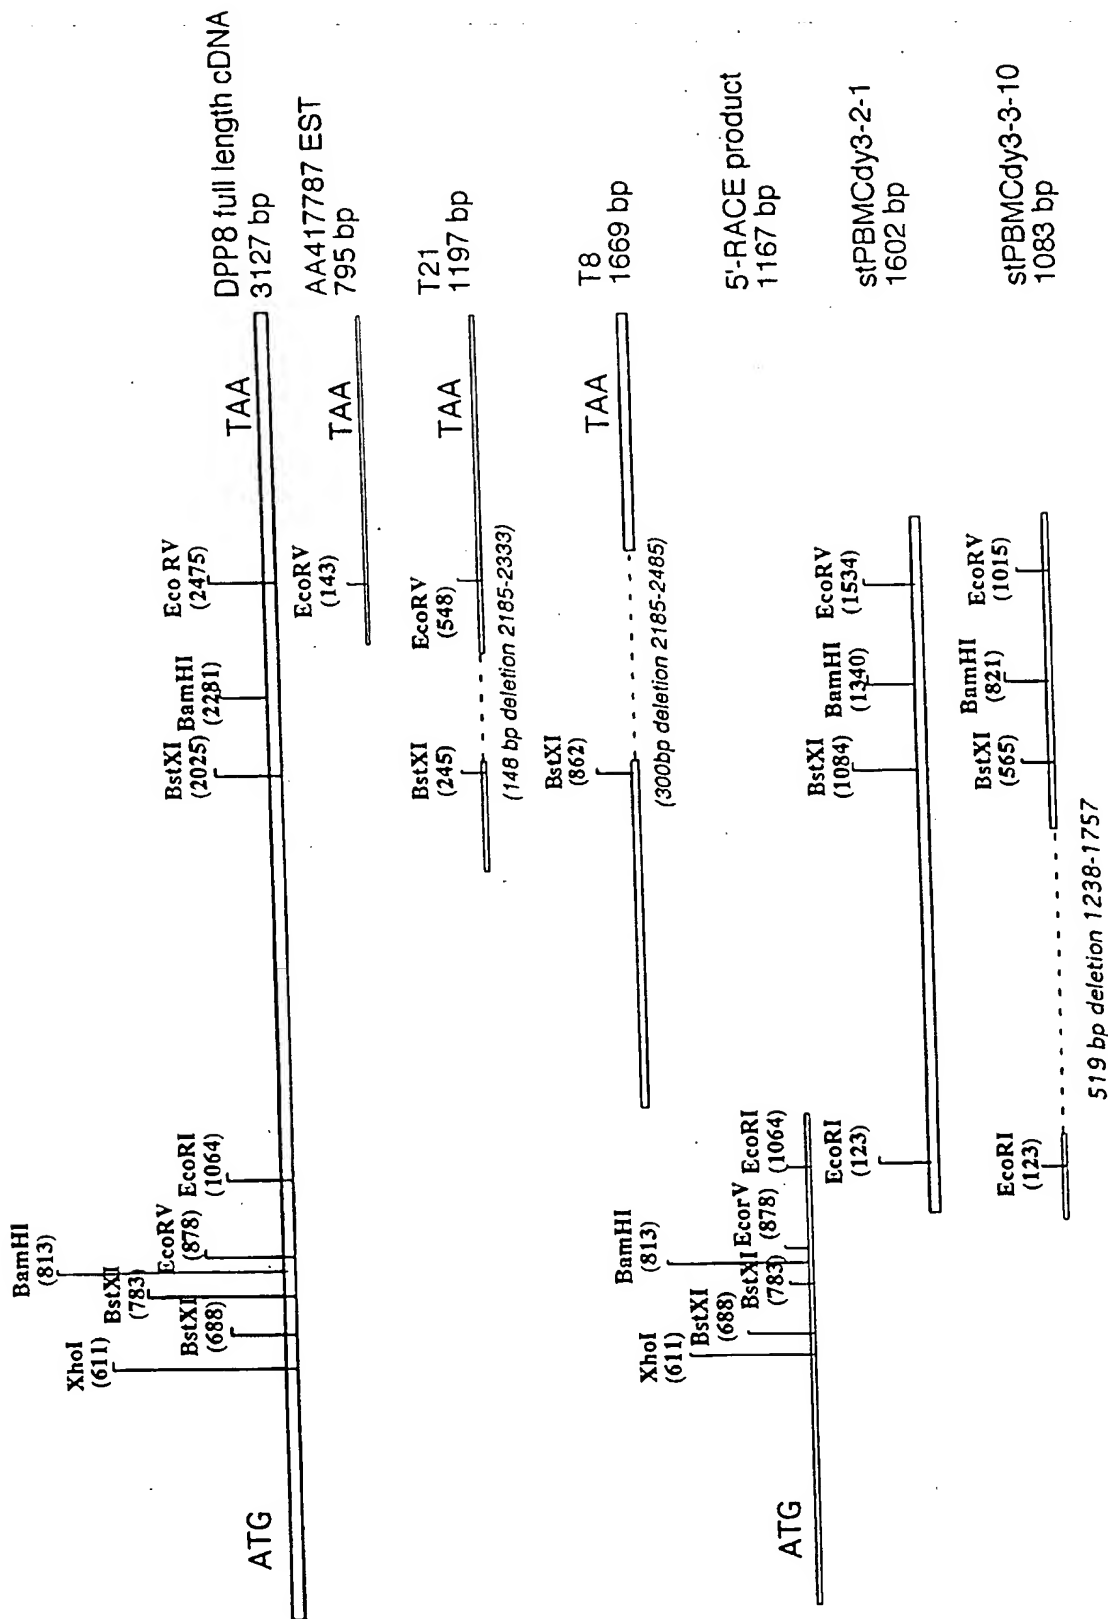 DPP8 full length cDNA
3127 bp
ATG
XhoI
(611)
BstXI
(688)
BstXI
(783)
BamHI
(813)
EcoRV
(878)
EcoRI
(1064)
BstXI
(2025)
BamHI
(2281)
Eco RV
(2475)
TAA
AA417787 EST
795 bp
EcoRV
(143)
TAA
T21
1197 bp
BstXI
(245)
EcoRV
(548)
TAA
(148 bp deletion 2185-2333)
T8
1669 bp
BstXI
(862)
TAA
(300bp deletion 2185-2485)
5'-RACE product
1167 bp
ATG
XhoI
(611)
BstXI
(688)
BstXI
(783)
BamHI
(813)
EcorV
(878)
EcoRI
(1064)
stPBMCdy3-2-1
1602 bp
EcoRI
(123)
BstXI
(1084)
BamHI
(1340)
EcoRV
(1534)
stPBMCdy3-3-10
1083 bp
EcoRI
(123)
BstXI
(565)
BamHI
(821)
EcoRV
(1015)
519 bp deletion 1238-1757